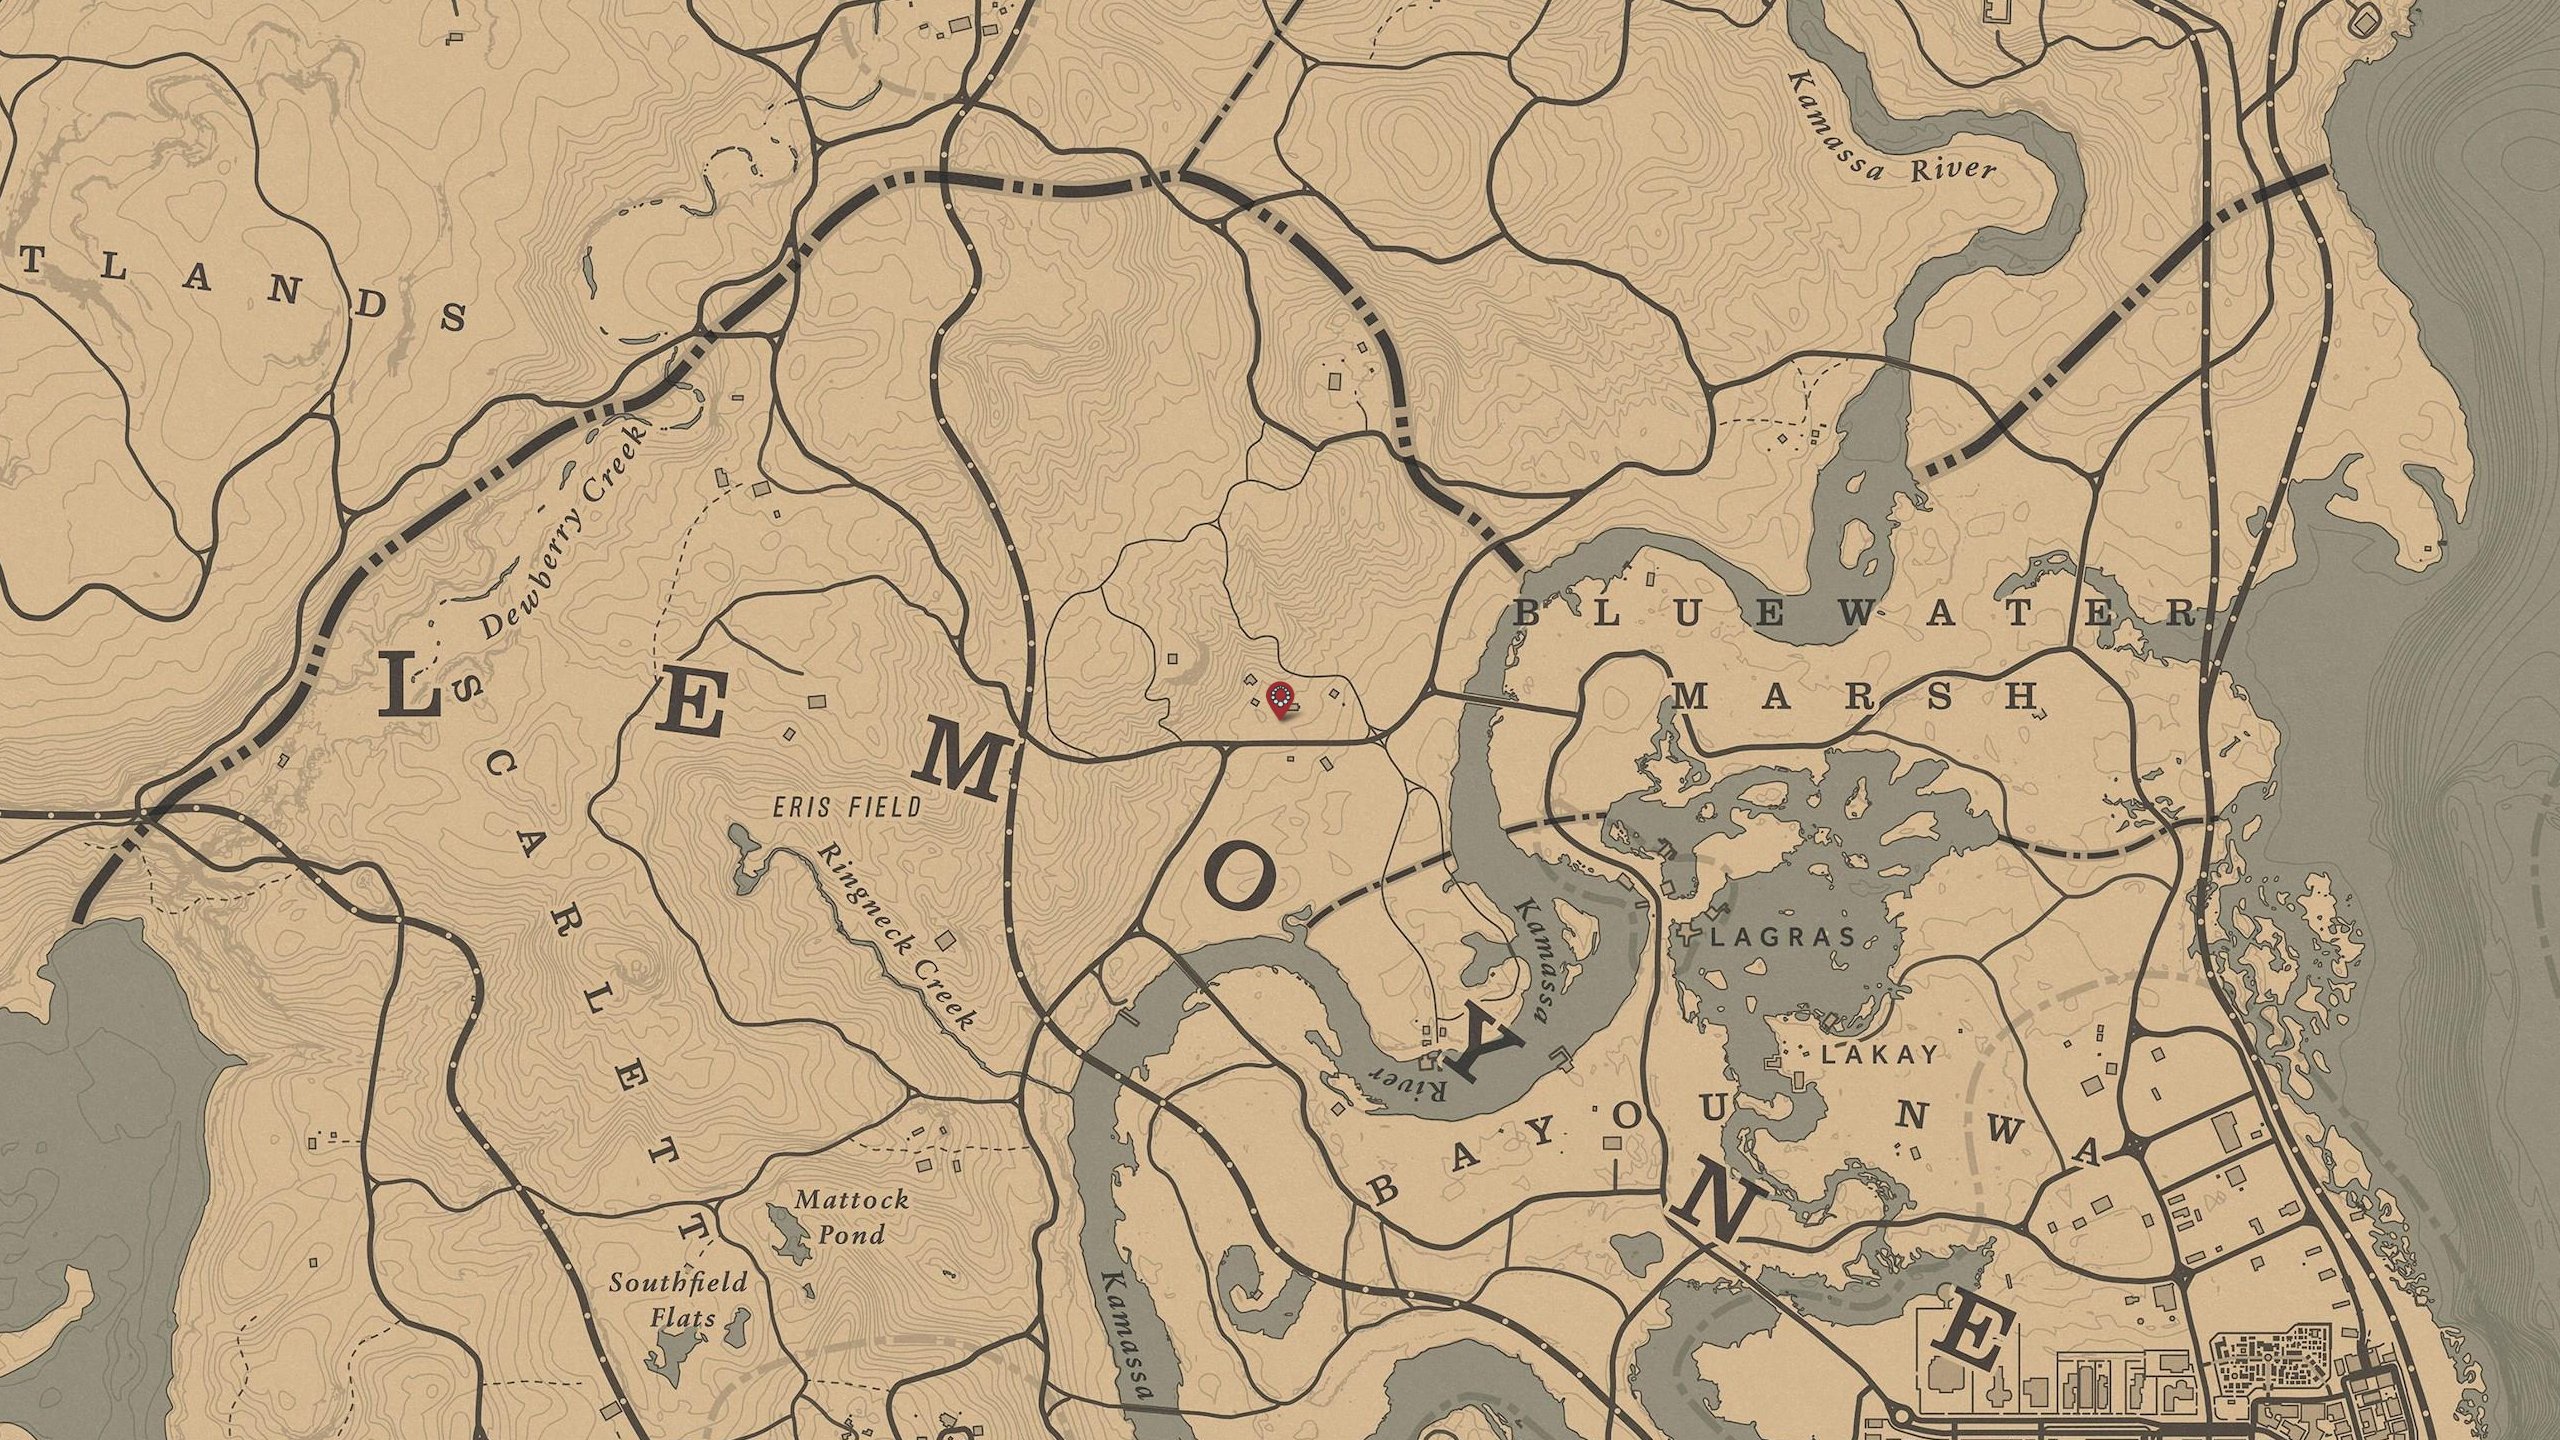 Kamassa River
TLANDS
Dewberry Creek
BLUEWATER
MARSH
LEMOYNE
SCARLETT
ERIS FIELD
Ringneck Creek
LAGRAS
Kamassa
River
LAKAY
BAYOU NWA
Mattock
Pond
Southfield
Flats
Kamassa